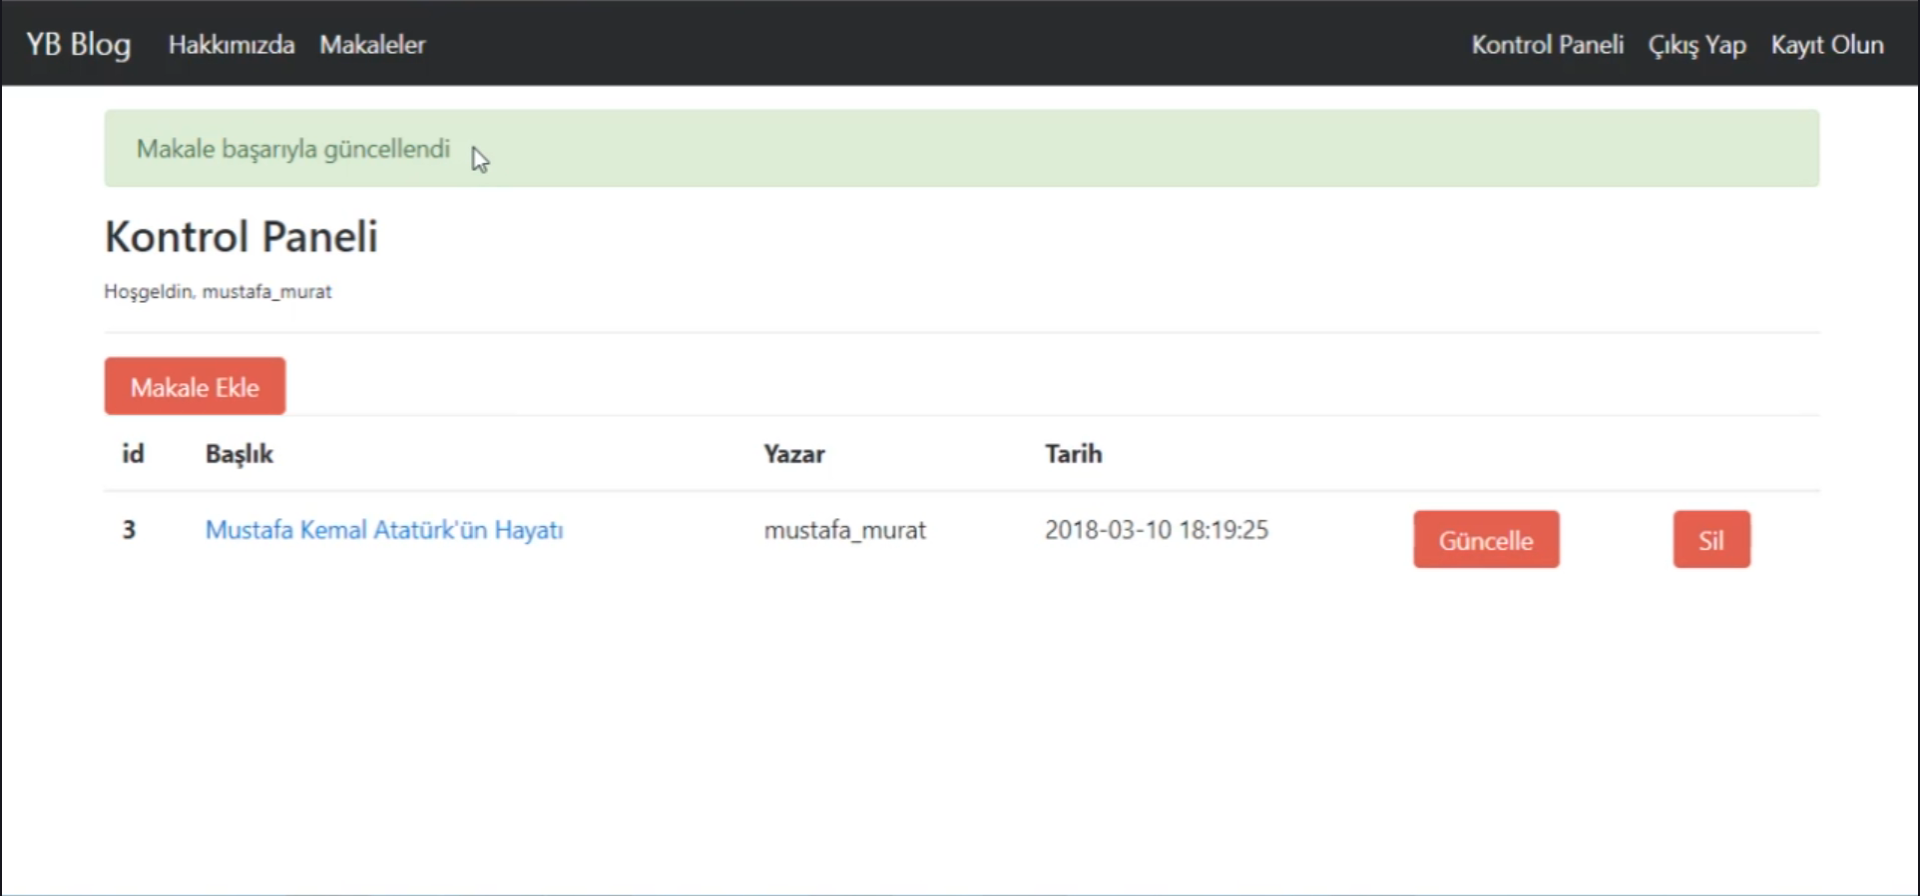 YB Blog Hakkımızda Makaleler Kontrol Paneli Çıkış Yap Kayıt Olun
Makale başarıyla güncellendi
Kontrol Paneli
Hoşgeldin, mustafa_murat
Makale Ekle
id Başlık Yazar Tarih
3 Mustafa Kemal Atatürk'ün Hayatı mustafa_murat 2018-03-10 18:19:25 Güncelle Sil